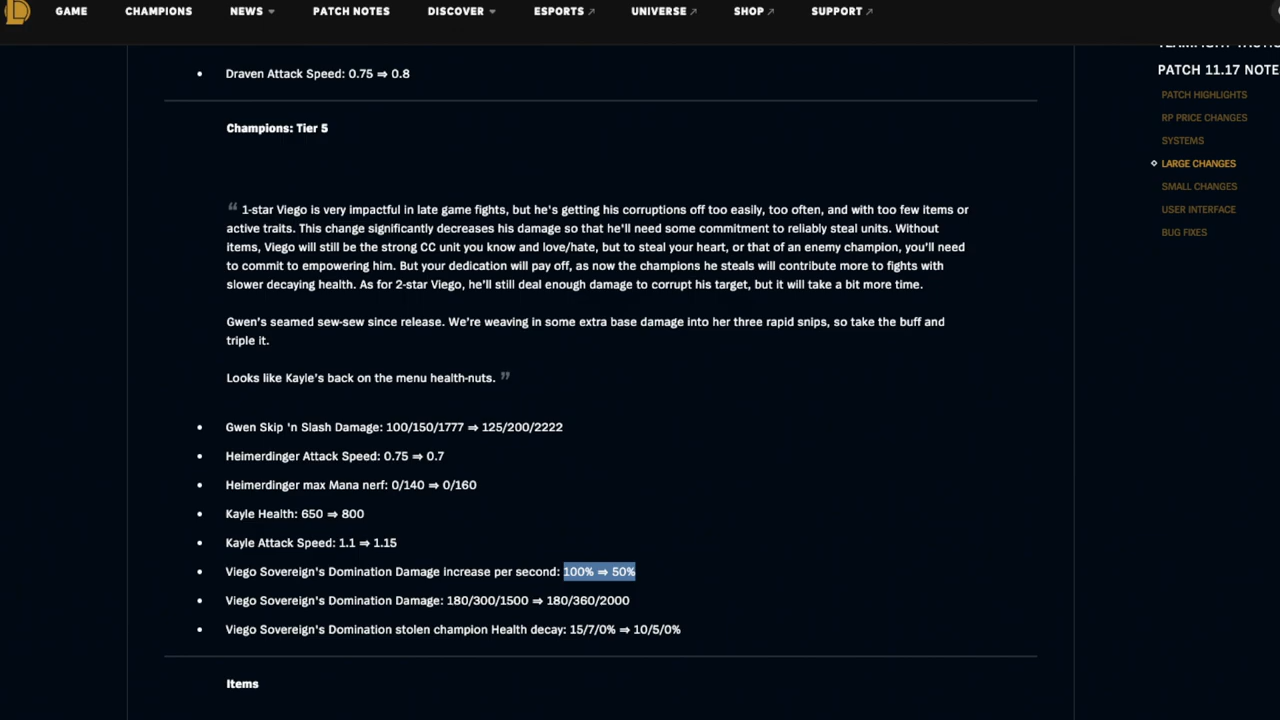 GAME CHAMPIONS NEWS PATCH NOTES DISCOVER ESPORTS UNIVERSE SHOP SUPPORT
• Draven Attack Speed: 0.75 ⇒ 0.8
Champions: Tier 5
“ 1-star Viego is very impactful in late game fights, but he's getting his corruptions off too easily, too often, and with too few items or
active traits. This change significantly decreases his damage so that he'll need some commitment to reliably steal units. Without
items, Viego will still be the strong CC unit you know and love/hate, but to steal your heart, or that of an enemy champion, you'll need
to commit to empowering him. But your dedication will pay off, as now the champions he steals will contribute more to fights with
slower decaying health. As for 2-star Viego, he'll still deal enough damage to corrupt his target, but it will take a bit more time.
Gwen's seamed sew-sew since release. We're weaving in some extra base damage into her three rapid snips, so take the buff and
triple it.
Looks like Kayle's back on the menu health-nuts. ”
• Gwen Skip 'n Slash Damage: 100/150/1777 ⇒ 125/200/2222
• Heimerdinger Attack Speed: 0.75 ⇒ 0.7
• Heimerdinger max Mana nerf: 0/140 ⇒ 0/160
• Kayle Health: 650 ⇒ 800
• Kayle Attack Speed: 1.1 ⇒ 1.15
• Viego Sovereign's Domination Damage increase per second: 100% ⇒ 50%
• Viego Sovereign's Domination Damage: 180/300/1500 ⇒ 180/360/2000
• Viego Sovereign's Domination stolen champion Health decay: 15/7/0% ⇒ 10/5/0%
Items
PATCH 11.17 NOTE
PATCH HIGHLIGHTS
RP PRICE CHANGES
SYSTEMS
LARGE CHANGES
SMALL CHANGES
USER INTERFACE
BUG FIXES